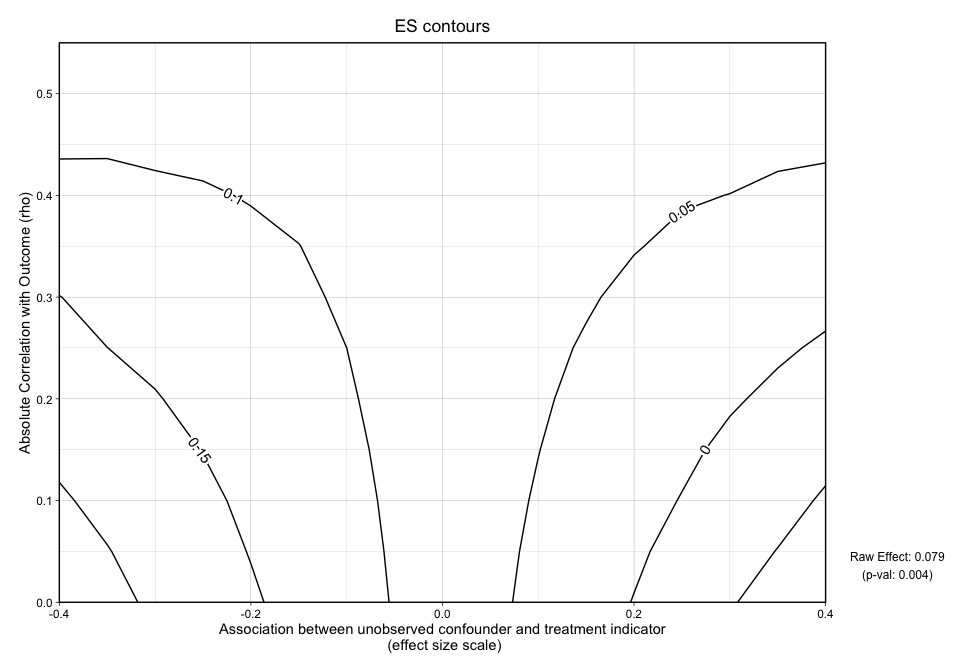 ES contours
0.5
0.4
0.3
0.2
0.1
0.0
Absolute Correlation with Outcome (rho)
0.1
0.05
0.15
0
-0.4
-0.2
0.0
0.2
0.4
Association between unobserved confounder and treatment indicator
(effect size scale)
Raw Effect: 0.079
(p-val: 0.004)